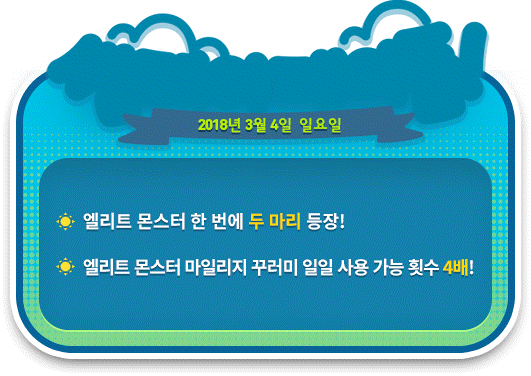 2018년 3월 4일 일요일
엘리트 몬스터 한 번에 두 마리 등장!
엘리트 몬스터 마일리지 꾸러미 일일 사용 가능 횟수 4배!